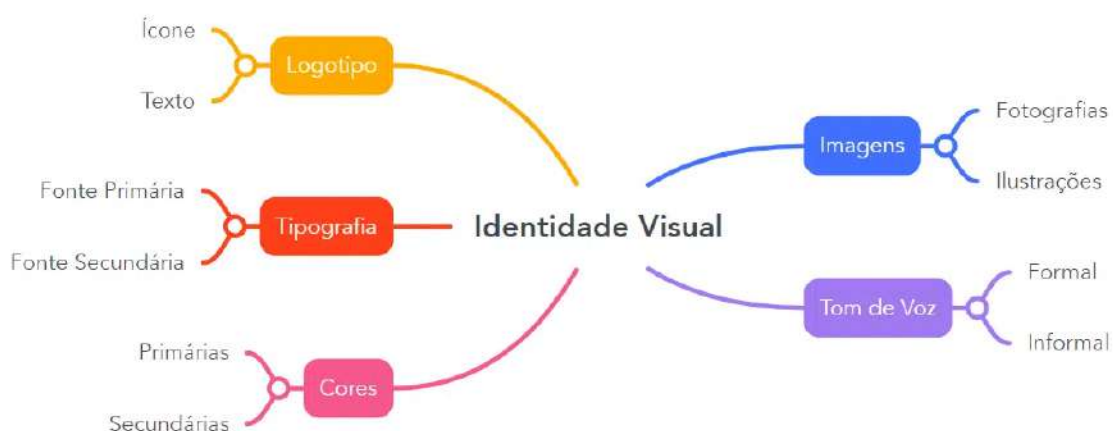 Identidade Visual
Logotipo
Ícone
Texto
Tipografia
Fonte Primária
Fonte Secundária
Cores
Primárias
Secundárias
Imagens
Fotografias
Ilustrações
Tom de Voz
Formal
Informal